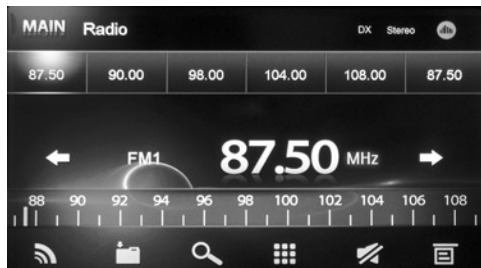 MAIN Radio DX Stereo
87.50 90.00 98.00 104.00 108.00 87.50
FM1 87.50 MHz
88 90 92 94 96 98 100 102 104 106 108